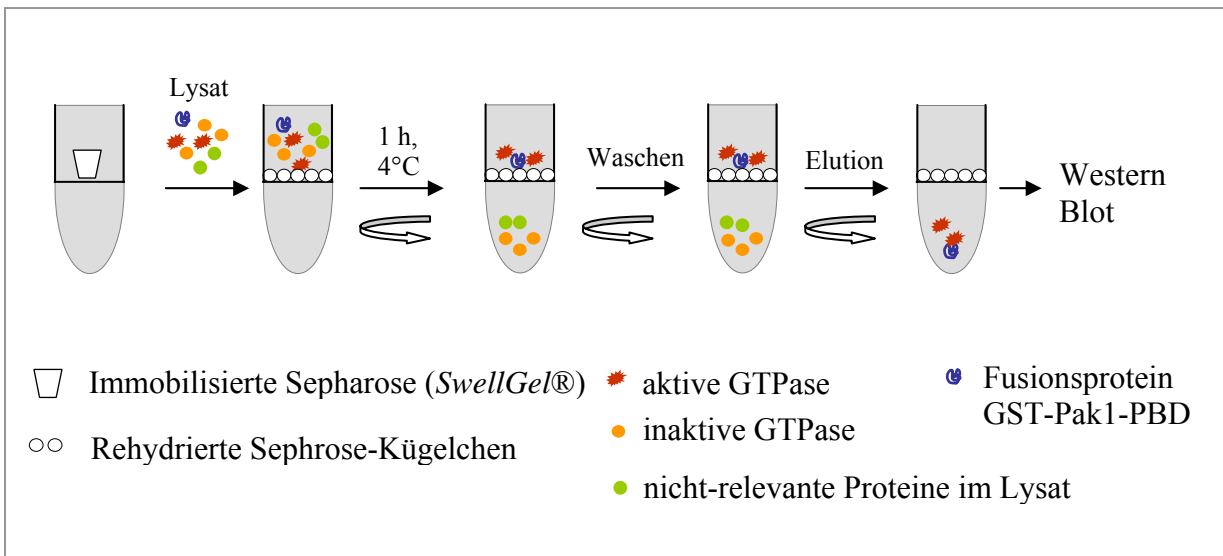 Lysat
1 h,
4°C
Waschen
Elution
Western
Blot
Immobilisierte Sepharose (SwellGel®)
Rehydrierte Sephrose-Kügelchen
aktive GTPase
inaktive GTPase
nicht-relevante Proteine im Lysat
Fusionsprotein
GST-Pak1-PBD